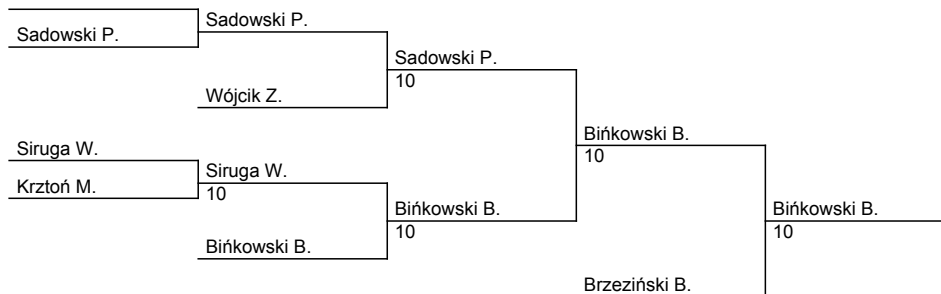 Sadowski P.
Sadowski P.
Sadowski P.
10
Wójcik Z.
Bińkowski B.
10
Siruga W.
Siruga W.
10
Krztoń M.
Bińkowski B.
10
Bińkowski B.
10
Bińkowski B.
Brzeziński B.